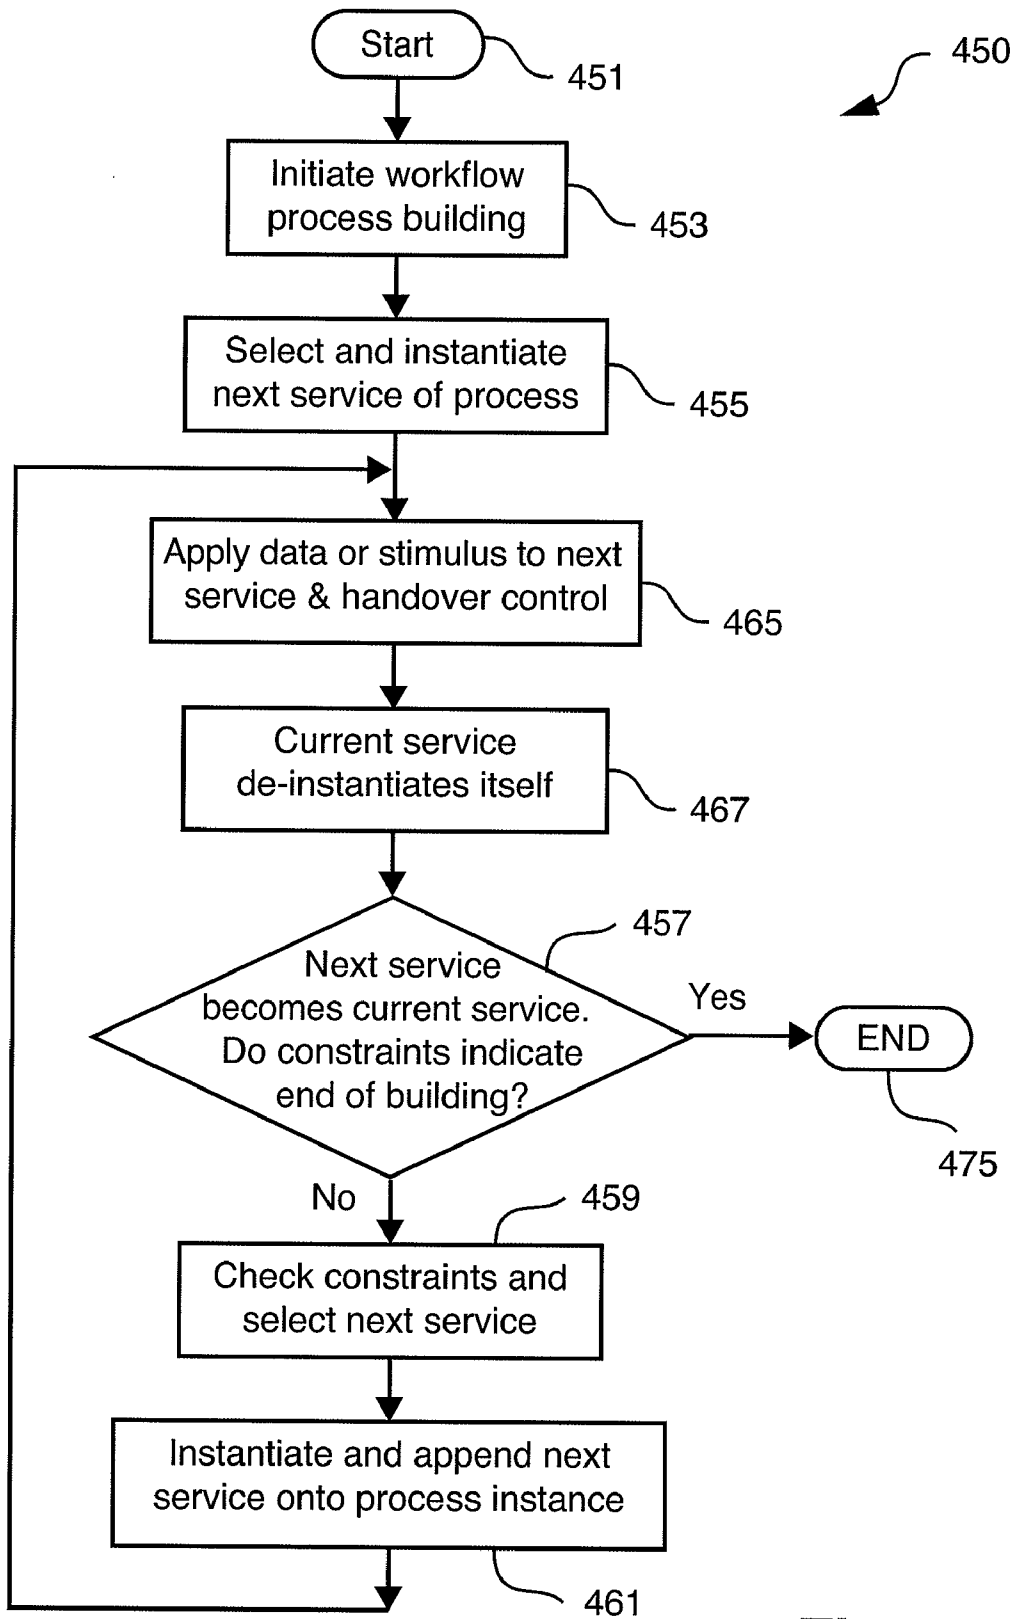 Start
451
450
Initiate workflow
process building
453
Select and instantiate
next service of process
455
Apply data or stimulus to next
service & handover control
465
Current service
de-instantiates itself
467
457
Next service
becomes current service.
Do constraints indicate
end of building?
Yes
END
475
No
459
Check constraints and
select next service
Instantiate and append next
service onto process instance
461